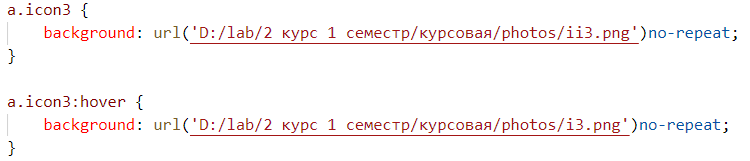 a.icon3 {
background: url('D:/lab/2 курс 1 семестр/курсовая/photos/ii3.png')no-repeat;
}
a.icon3:hover {
background: url('D:/lab/2 курс 1 семестр/курсовая/photos/i3.png')no-repeat;
}